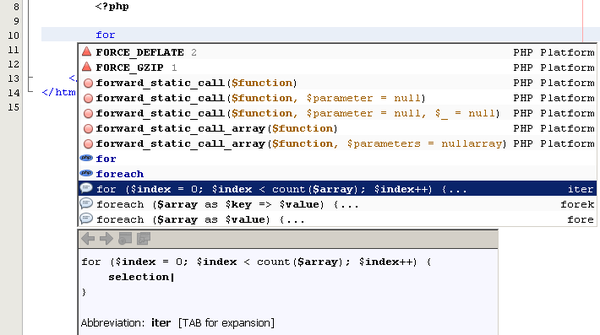 8 <?php
9
10 for
11 FORCE_DEFLATE 2 PHP Platform
12 FORCE_GZIP 1 PHP Platform
13 </
forward_static_call($function) PHP Platform
14 </htm
forward_static_call($function, $parameter = null) PHP Platform
15
forward_static_call($function, $parameter = null, $_ = null) PHP Platform
forward_static_call_array($function) PHP Platform
forward_static_call_array($function, $parameters = nullarray) PHP Platform
for
foreach
for ($index = 0; $index < count($array); $index++) {... iter
foreach ($array as $key => $value) {... forek
foreach ($array as $value) {... fore
for ($index = 0; $index < count($array); $index++) {
selection|
}
Abbreviation: iter [TAB for expansion]